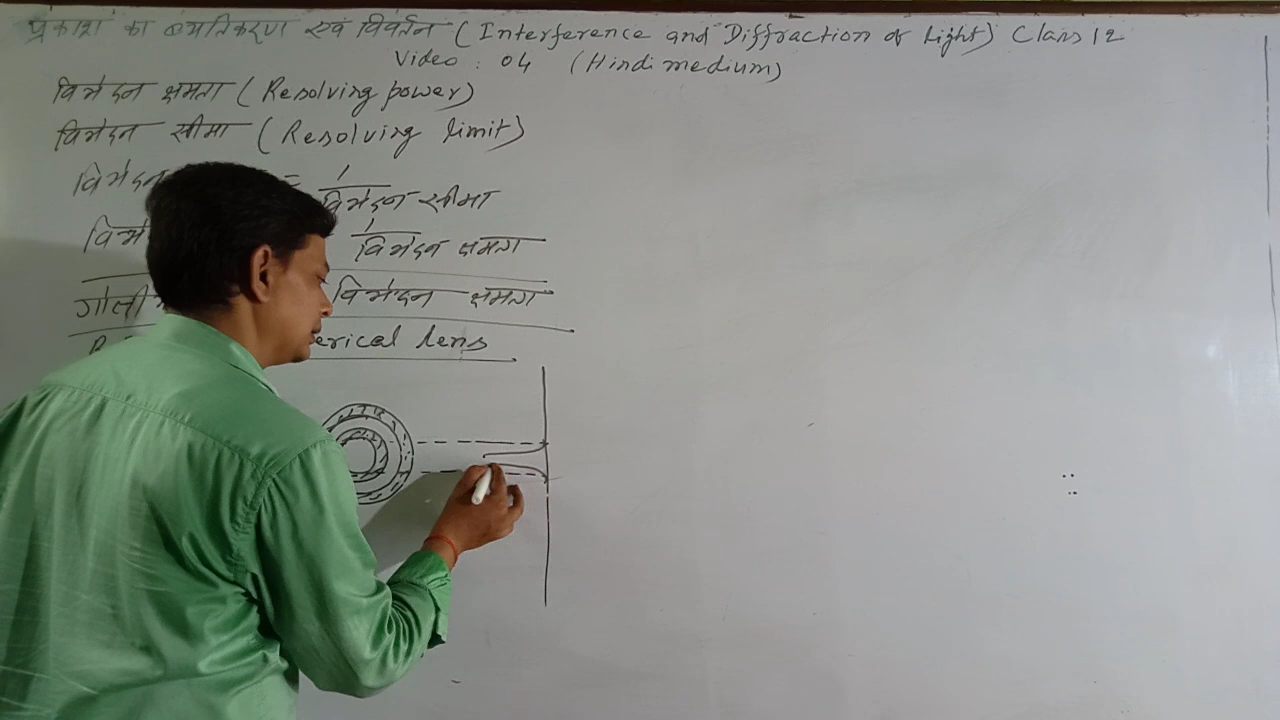 प्रकाश का व्यतिकरण एवं विवर्तन (Interference and Diffraction of Light) Class 12
Video : 04 (Hindi medium)
विभेदन क्षमता (Resolving power)
विभेदन सीमा (Resolving limit)
विभेदन = 1
विभेदन सीमा
1
विभेदन क्षमता
विभेदन क्षमता
lens